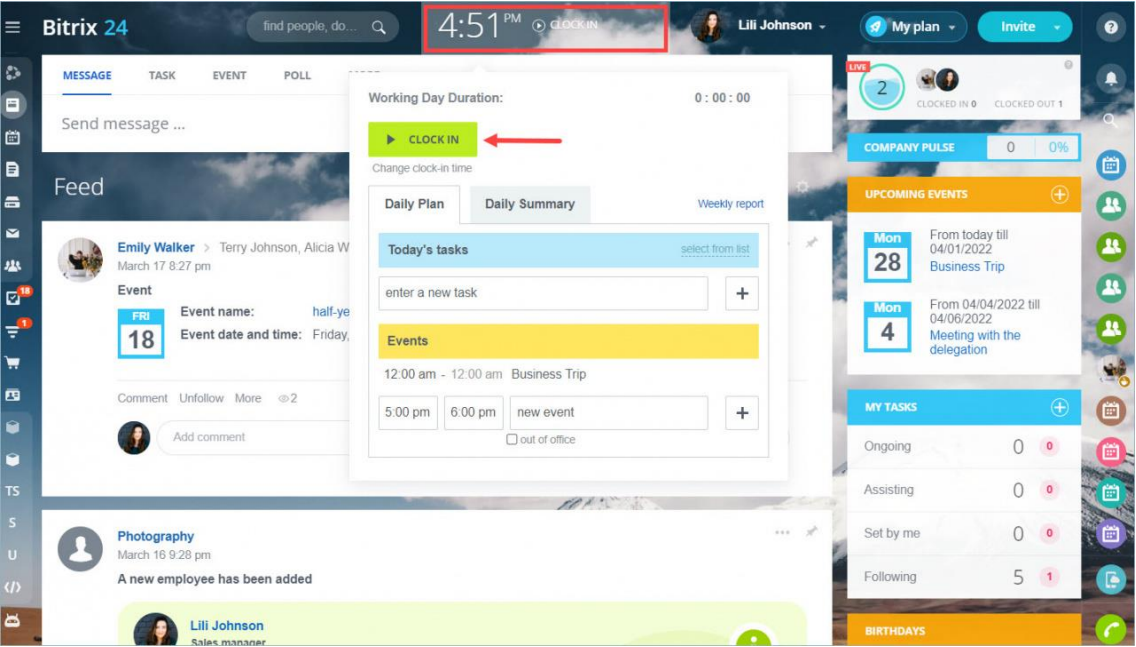 Bitrix 24
find people, do...
4:51 PM
CLOCK IN
Lili Johnson
My plan
Invite
MESSAGE
TASK
EVENT
POLL
Send message ...
Feed
Emily Walker > Terry Johnson, Alicia W
March 17 8:27 pm
Event
FRI
18
Event name: half-ye
Event date and time: Friday,
Comment Unfollow More 2
Add comment
Photography
March 16 9:28 pm
A new employee has been added
Lili Johnson
Sales manager
Working Day Duration: 0 : 00 : 00
CLOCK IN
Change clock-in time
Daily Plan
Daily Summary
Weekly report
Today's tasks
select from list
enter a new task
+
Events
12:00 am - 12:00 am Business Trip
5:00 pm
6:00 pm
new event
+
out of office
LIVE
2
CLOCKED IN 0
CLOCKED OUT 1
COMPANY PULSE
0
0%
UPCOMING EVENTS
Mon
28
From today till
04/01/2022
Business Trip
Mon
4
From 04/04/2022 till
04/06/2022
Meeting with the
delegation
MY TASKS
Ongoing 0 0
Assisting 0 0
Set by me 0 0
Following 5 1
BIRTHDAYS
18
1
TS
S
U
</>